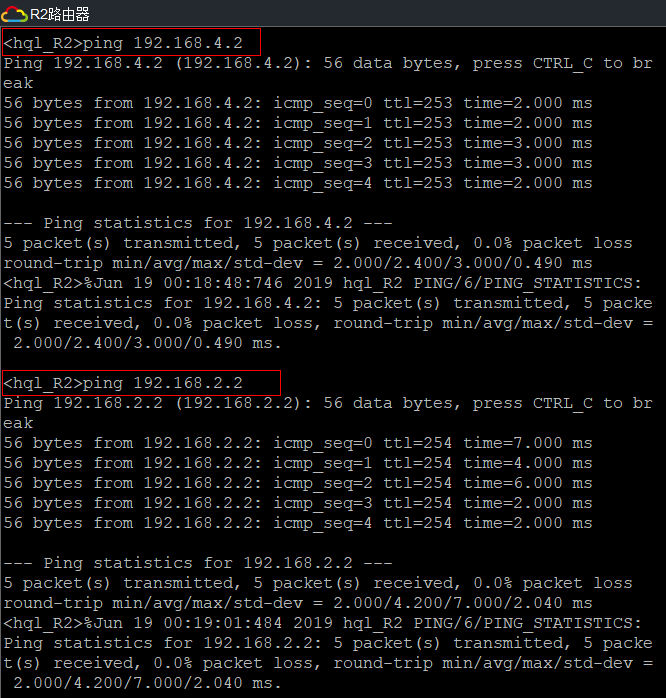 R2路由器
<hql_R2>ping 192.168.4.2
Ping 192.168.4.2 (192.168.4.2): 56 data bytes, press CTRL_C to br
eak
56 bytes from 192.168.4.2: icmp_seq=0 ttl=253 time=2.000 ms
56 bytes from 192.168.4.2: icmp_seq=1 ttl=253 time=2.000 ms
56 bytes from 192.168.4.2: icmp_seq=2 ttl=253 time=3.000 ms
56 bytes from 192.168.4.2: icmp_seq=3 ttl=253 time=3.000 ms
56 bytes from 192.168.4.2: icmp_seq=4 ttl=253 time=2.000 ms
--- Ping statistics for 192.168.4.2 ---
5 packet(s) transmitted, 5 packet(s) received, 0.0% packet loss
round-trip min/avg/max/std-dev = 2.000/2.400/3.000/0.490 ms
<hql_R2>%Jun 19 00:18:48:746 2019 hql_R2 PING/6/PING_STATISTICS:
Ping statistics for 192.168.4.2: 5 packet(s) transmitted, 5 packe
t(s) received, 0.0% packet loss, round-trip min/avg/max/std-dev =
2.000/2.400/3.000/0.490 ms.
<hql_R2>ping 192.168.2.2
Ping 192.168.2.2 (192.168.2.2): 56 data bytes, press CTRL_C to br
eak
56 bytes from 192.168.2.2: icmp_seq=0 ttl=254 time=7.000 ms
56 bytes from 192.168.2.2: icmp_seq=1 ttl=254 time=4.000 ms
56 bytes from 192.168.2.2: icmp_seq=2 ttl=254 time=6.000 ms
56 bytes from 192.168.2.2: icmp_seq=3 ttl=254 time=2.000 ms
56 bytes from 192.168.2.2: icmp_seq=4 ttl=254 time=2.000 ms
--- Ping statistics for 192.168.2.2 ---
5 packet(s) transmitted, 5 packet(s) received, 0.0% packet loss
round-trip min/avg/max/std-dev = 2.000/4.200/7.000/2.040 ms
<hql_R2>%Jun 19 00:19:01:484 2019 hql_R2 PING/6/PING_STATISTICS:
Ping statistics for 192.168.2.2: 5 packet(s) transmitted, 5 packe
t(s) received, 0.0% packet loss, round-trip min/avg/max/std-dev =
2.000/4.200/7.000/2.040 ms.